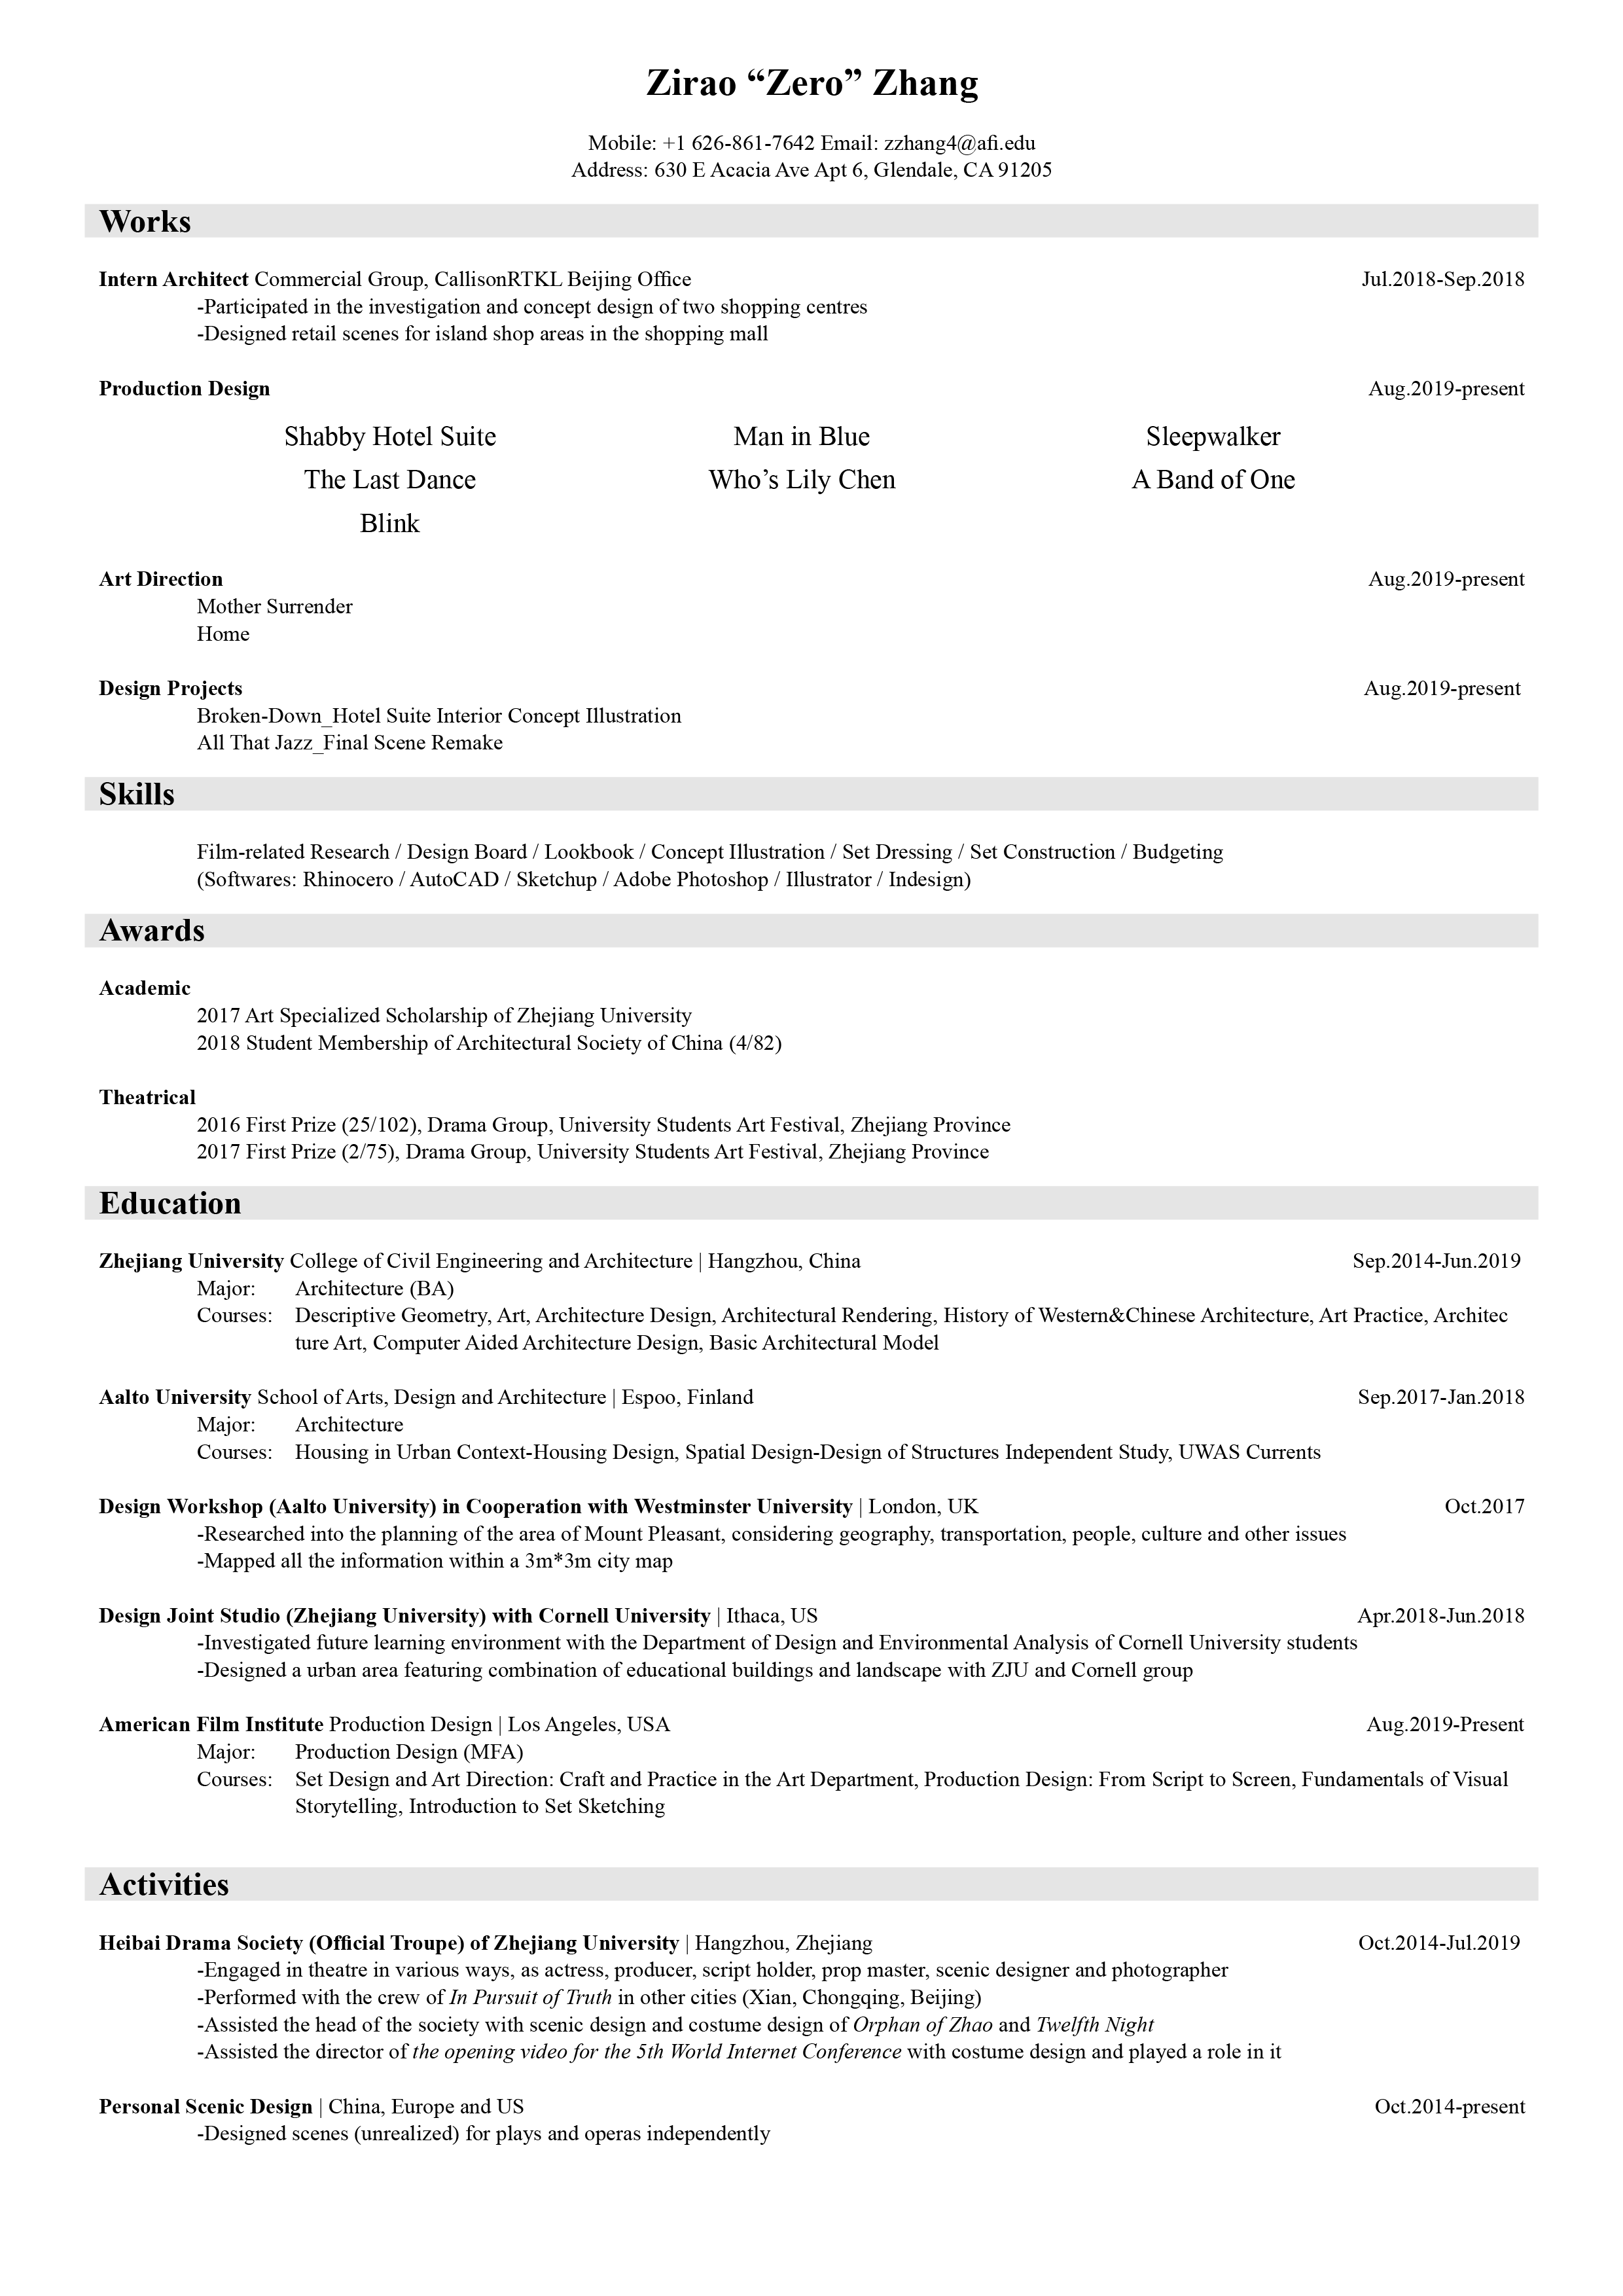 Zirao “Zero” Zhang
Mobile: +1 626-861-7642 Email: zzhang4@afi.edu
Address: 630 E Acacia Ave Apt 6, Glendale, CA 91205
Works
Intern Architect Commercial Group, CallisonRTKL Beijing Office Jul.2018-Sep.2018
-Participated in the investigation and concept design of two shopping centres
-Designed retail scenes for island shop areas in the shopping mall
Production Design Aug.2019-present
Shabby Hotel Suite Man in Blue Sleepwalker
The Last Dance Who’s Lily Chen A Band of One
Blink
Art Direction Aug.2019-present
Mother Surrender
Home
Design Projects Aug.2019-present
Broken-Down_Hotel Suite Interior Concept Illustration
All That Jazz_Final Scene Remake
Skills
Film-related Research / Design Board / Lookbook / Concept Illustration / Set Dressing / Set Construction / Budgeting
(Softwares: Rhinocero / AutoCAD / Sketchup / Adobe Photoshop / Illustrator / Indesign)
Awards
Academic
2017 Art Specialized Scholarship of Zhejiang University
2018 Student Membership of Architectural Society of China (4/82)
Theatrical
2016 First Prize (25/102), Drama Group, University Students Art Festival, Zhejiang Province
2017 First Prize (2/75), Drama Group, University Students Art Festival, Zhejiang Province
Education
Zhejiang University College of Civil Engineering and Architecture | Hangzhou, China Sep.2014-Jun.2019
Major: Architecture (BA)
Courses: Descriptive Geometry, Art, Architecture Design, Architectural Rendering, History of Western&Chinese Architecture, Art Practice, Architec
ture Art, Computer Aided Architecture Design, Basic Architectural Model
Aalto University School of Arts, Design and Architecture | Espoo, Finland Sep.2017-Jan.2018
Major: Architecture
Courses: Housing in Urban Context-Housing Design, Spatial Design-Design of Structures Independent Study, UWAS Currents
Design Workshop (Aalto University) in Cooperation with Westminster University | London, UK Oct.2017
-Researched into the planning of the area of Mount Pleasant, considering geography, transportation, people, culture and other issues
-Mapped all the information within a 3m*3m city map
Design Joint Studio (Zhejiang University) with Cornell University | Ithaca, US Apr.2018-Jun.2018
-Investigated future learning environment with the Department of Design and Environmental Analysis of Cornell University students
-Designed a urban area featuring combination of educational buildings and landscape with ZJU and Cornell group
American Film Institute Production Design | Los Angeles, USA Aug.2019-Present
Major: Production Design (MFA)
Courses: Set Design and Art Direction: Craft and Practice in the Art Department, Production Design: From Script to Screen, Fundamentals of Visual
Storytelling, Introduction to Set Sketching
Activities
Heibai Drama Society (Official Troupe) of Zhejiang University | Hangzhou, Zhejiang Oct.2014-Jul.2019
-Engaged in theatre in various ways, as actress, producer, script holder, prop master, scenic designer and photographer
-Performed with the crew of In Pursuit of Truth in other cities (Xian, Chongqing, Beijing)
-Assisted the head of the society with scenic design and costume design of Orphan of Zhao and Twelfth Night
-Assisted the director of the opening video for the 5th World Internet Conference with costume design and played a role in it
Personal Scenic Design | China, Europe and US Oct.2014-present
-Designed scenes (unrealized) for plays and operas independently